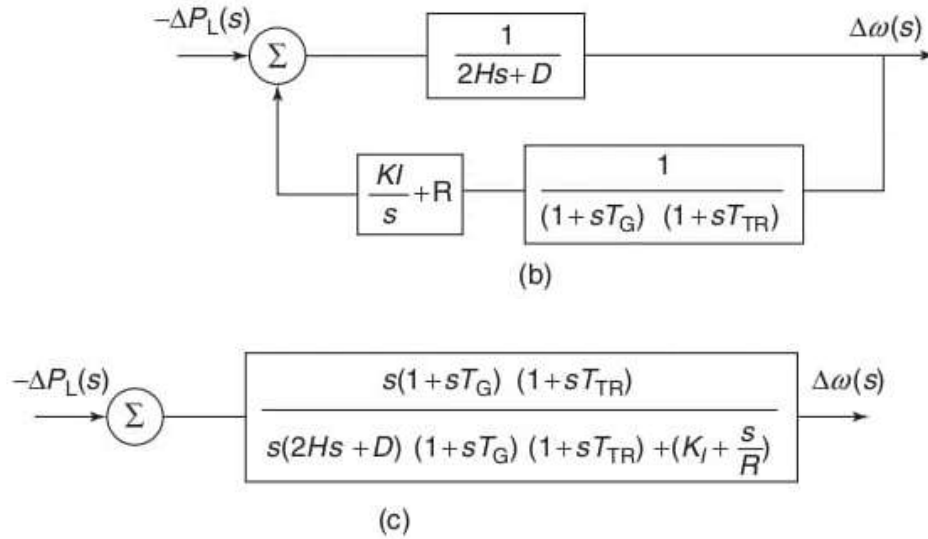 −ΔP_L(s)
Σ
1
2Hs+D
Δω(s)
KI
s
+R
1
(1+sT_G) (1+sT_TR)
(b)
−ΔP_L(s)
Σ
s(1+sT_G) (1+sT_TR)
s(2Hs+D) (1+sT_G) (1+sT_TR) +(K_I + s/R)
Δω(s)
(c)